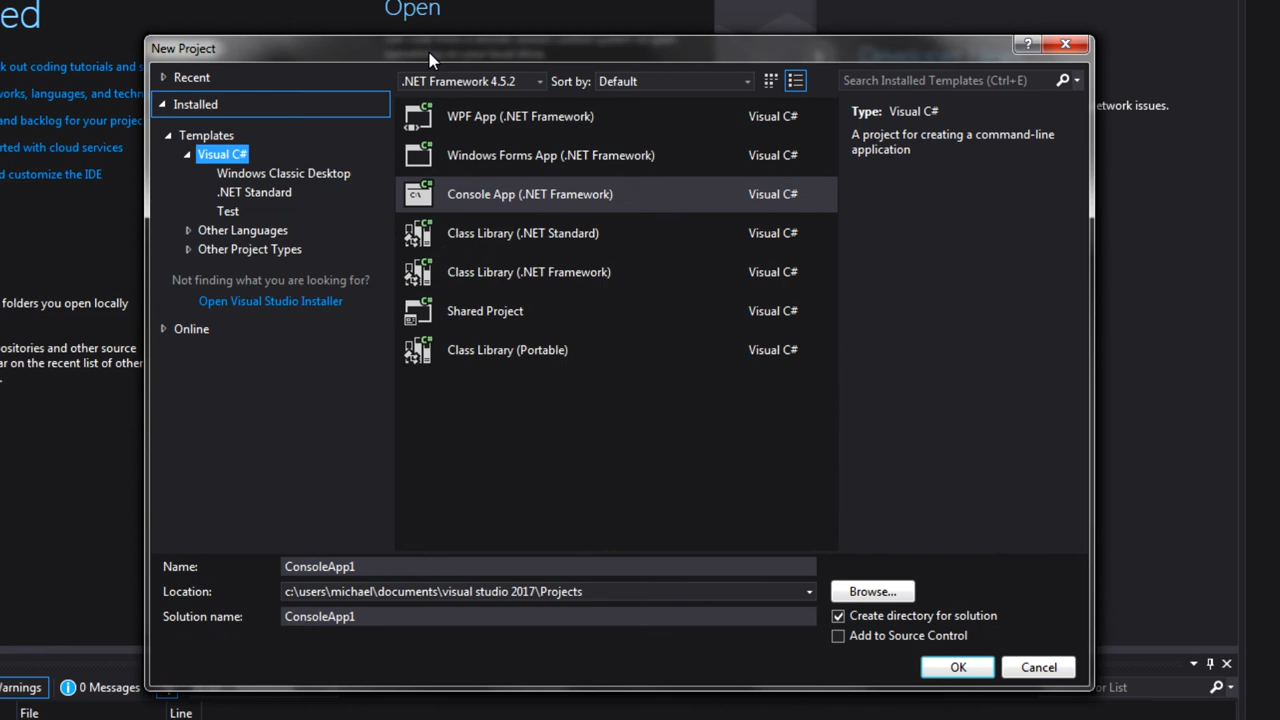 ed
Open
New Project
?
out coding tutorials and s
works, languages, and techn
and backlog for your projec
rted with cloud services
d customize the IDE
folders you open locally
ositories and other source
ar on the recent list of other
etwork issues.
Recent
Installed
Templates
Visual C#
Windows Classic Desktop
.NET Standard
Test
Other Languages
Other Project Types
Not finding what you are looking for?
Open Visual Studio Installer
Online
.NET Framework 4.5.2 Sort by: Default
Search Installed Templates (Ctrl+E)
WPF App (.NET Framework) Visual C#
Windows Forms App (.NET Framework) Visual C#
Console App (.NET Framework) Visual C#
Class Library (.NET Standard) Visual C#
Class Library (.NET Framework) Visual C#
Shared Project Visual C#
Class Library (Portable) Visual C#
Type: Visual C#
A project for creating a command-line
application
Name: ConsoleApp1
Location: c:\users\michael\documents\visual studio 2017\Projects
Browse...
Solution name: ConsoleApp1
Create directory for solution
Add to Source Control
OK Cancel
arnings 0 Messages
or List
File Line